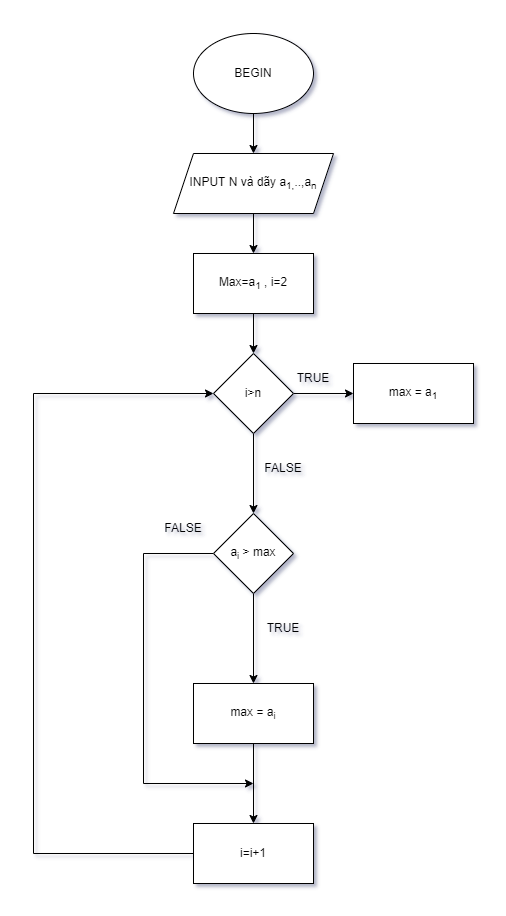 BEGIN
INPUT N và dãy a1,..,an
Max=a1 , i=2
i>n
TRUE
max = a1
FALSE
FALSE
ai > max
TRUE
max = ai
i=i+1